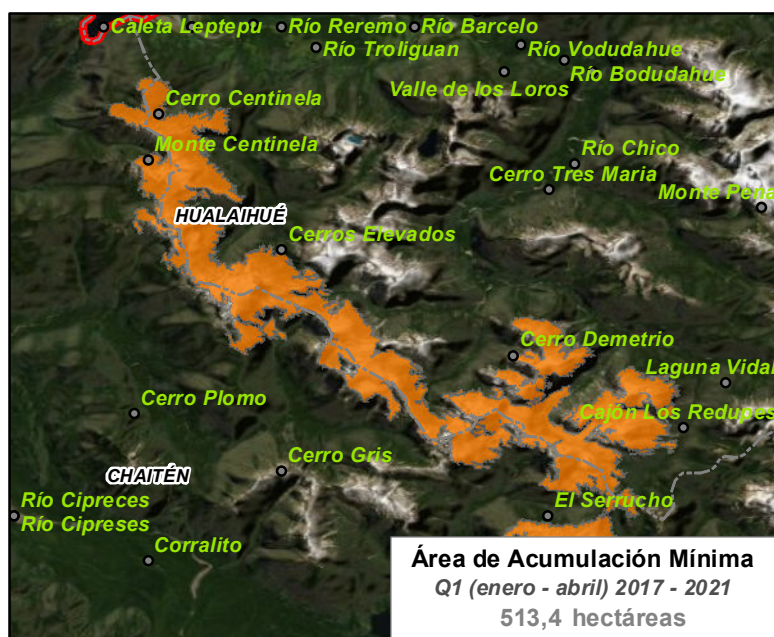 Caleta Leptepu
Río Reremo
Río Barcelo
Río Troliguan
Río Vodudahue
Río Bodudahue
Valle de los Loros
Cerro Centinela
Monte Centinela
Río Chico
Cerro Tres Maria
Monte Pena
HUALAIHUÉ
Cerros Elevados
Cerro Demetrio
Laguna Vidal
Cerro Plomo
Cajón Los Redupes
Cerro Gris
CHAITÉN
Río Cipreces
Río Cipreses
El Serrucho
Corralito
Área de Acumulación Mínima
Q1 (enero - abril) 2017 - 2021
513,4 hectáreas